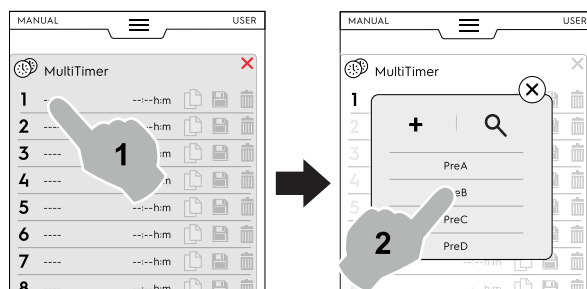 MANUAL USER
MultiTimer
1 --:--h:m
2 ---- --:--h:m
3 ---- :m
4 ----
5 ---- --:--h:m
6 ---- --:--h:m
7 ---- --:--h:m
8
1
MANUAL USER
MultiTimer
1
2
3
4
5
+
PreA
PreC
PreD
2